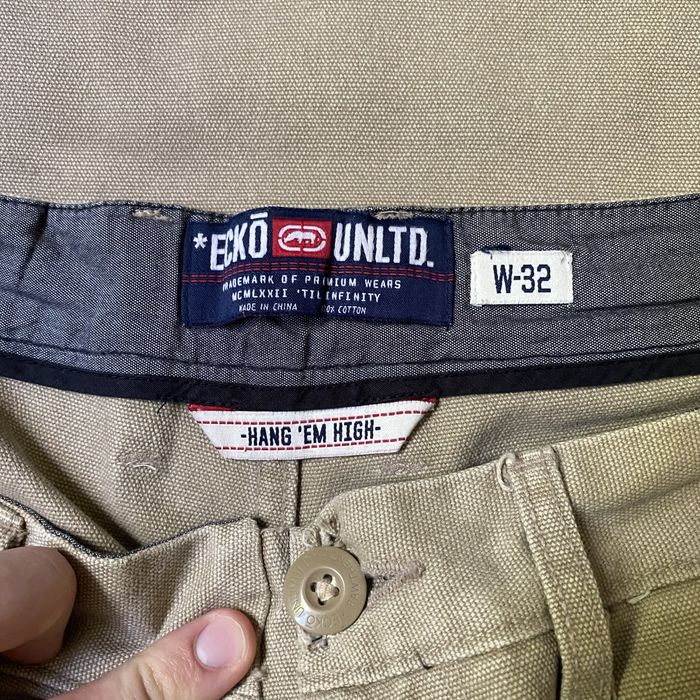 *ECKŌ UNLTD.
TRADEMARK OF PREMIUM WEARS
MCMLXXII 'TIL INFINITY
MADE IN CHINA 100% COTTON
W-32
-HANG 'EM HIGH-